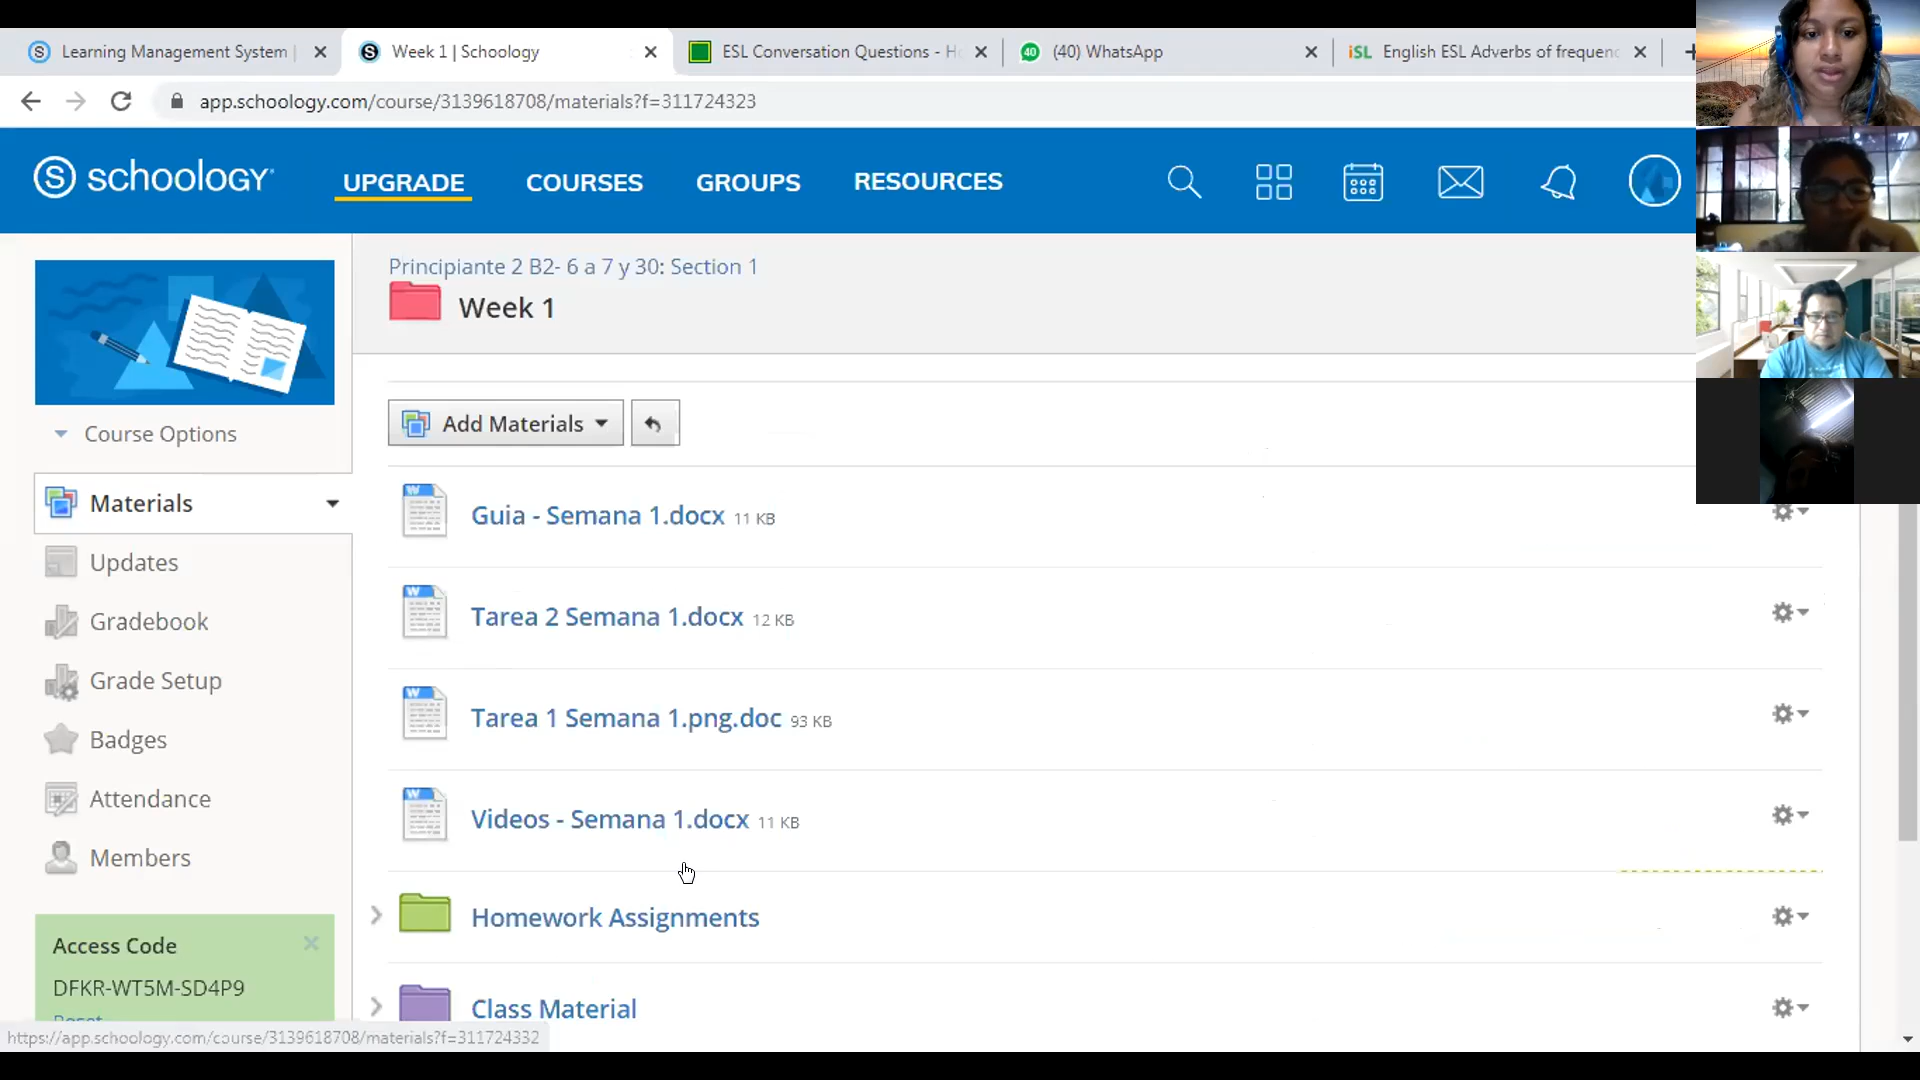 Learning Management System |
Week 1 | Schoology
ESL Conversation Questions - H
40 (40) WhatsApp
iSL English ESL Adverbs of frequenc
app.schoology.com/course/3139618708/materials?f=311724323
S schoology
UPGRADE
COURSES
GROUPS
RESOURCES
Principiante 2 B2- 6 a 7 y 30: Section 1
Week 1
Course Options
Add Materials
Materials
Guia - Semana 1.docx 11 KB
Updates
Tarea 2 Semana 1.docx 12 KB
Gradebook
Grade Setup
Tarea 1 Semana 1.png.doc 93 KB
Badges
Attendance
Videos - Semana 1.docx 11 KB
Members
Homework Assignments
Access Code
DFKR-WT5M-SD4P9
Reset
Class Material
https://app.schoology.com/course/3139618708/materials?f=311724332